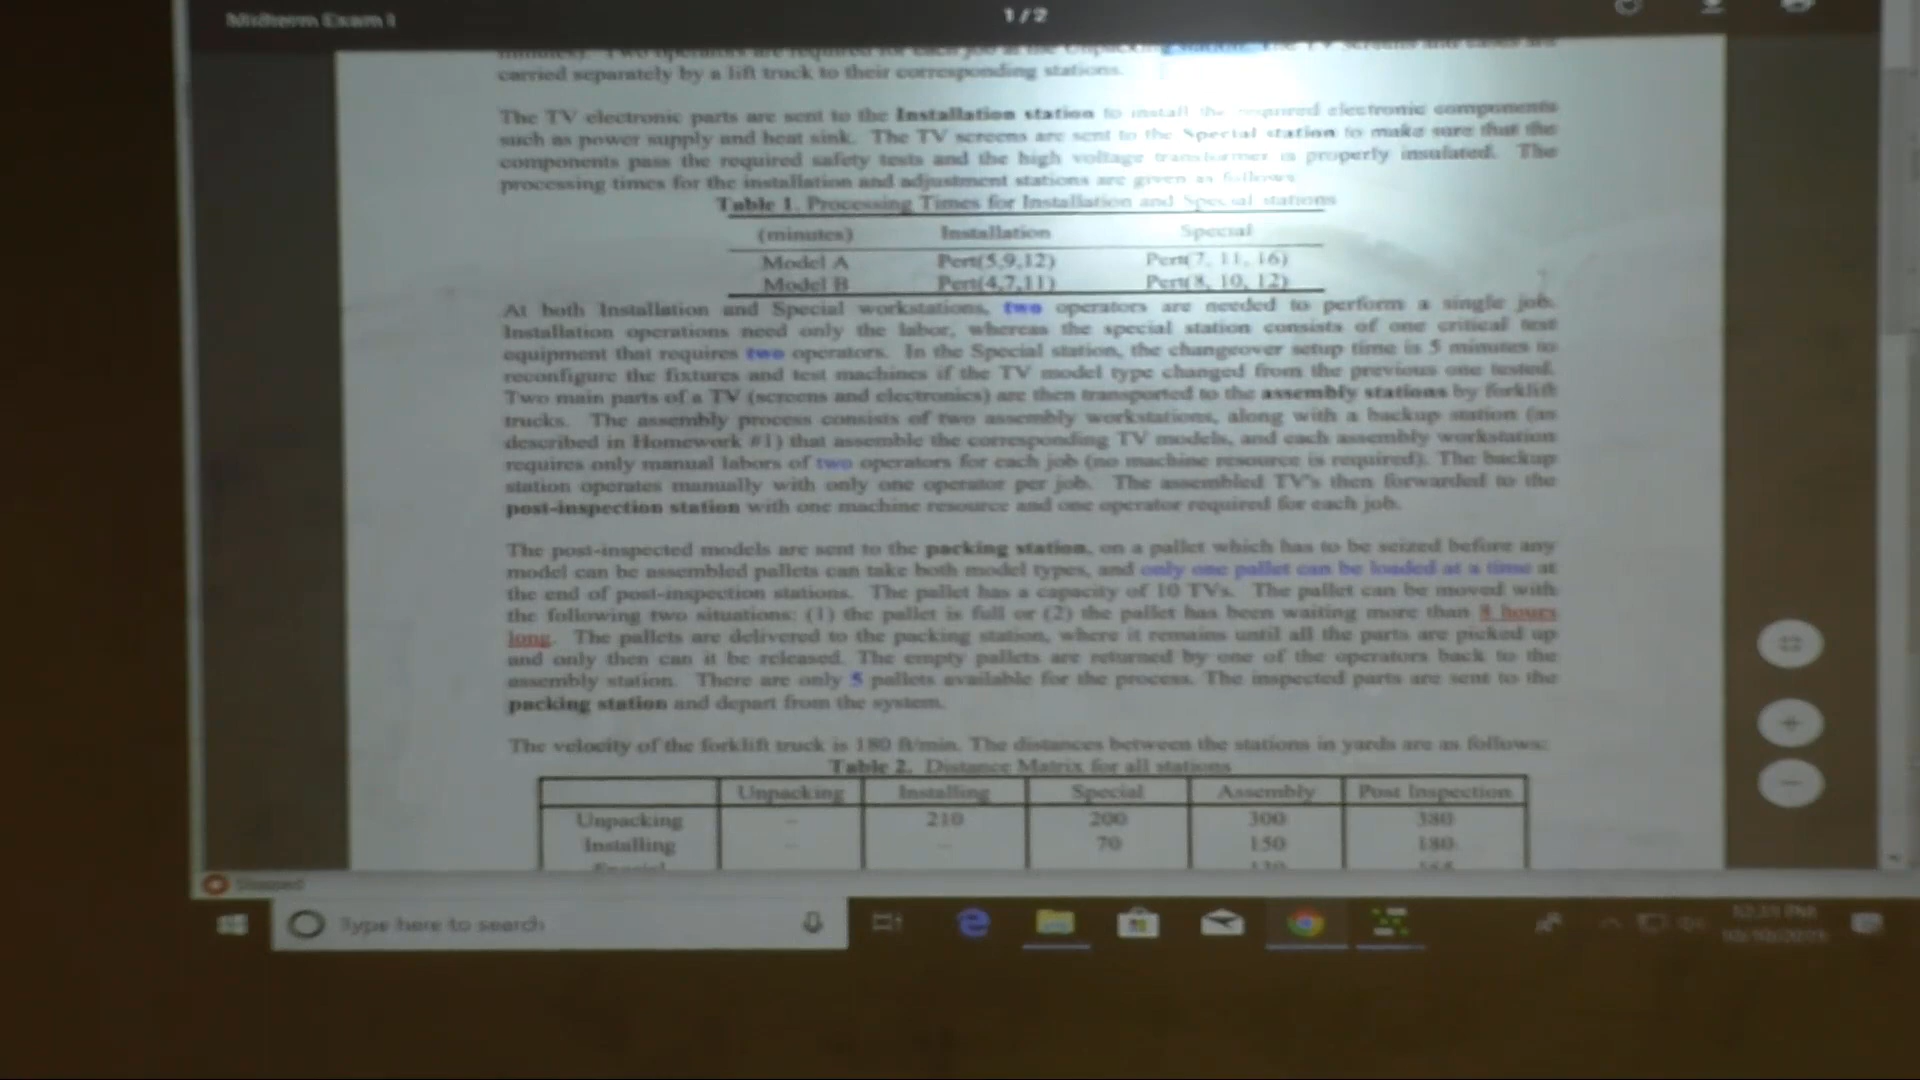 Midterm Exam I
1 / 2
carried separately by a lift truck to their corresponding stations.
The TV electronic parts are sent to the Installation station to install the required electronic components
such as power supply and heat sink. The TV screens are sent to the Special station to make sure that the
components pass the required safety tests and the high voltage transformer is properly insulated. The
processing times for the installation and adjustment stations are given as follows
Table 1. Processing Times for Installation and Special stations
(minutes) Installation Special
Model A Pert(5,9,12) Pert(7, 11, 16)
Model B Pert(4,7,11) Pert(8, 10, 12)
At both Installation and Special workstations, two operators are needed to perform a single job.
Installation operations need only the labor, whereas the special station consists of one critical test
equipment that requires two operators. In the Special station, the changeover setup time is 5 minutes to
reconfigure the fixtures and test machines if the TV model type changed from the previous one tested.
Two main parts of a TV (screens and electronics) are then transported to the assembly stations by forklift
trucks. The assembly process consists of two assembly workstations, along with a backup station (as
described in Homework #1) that assemble the corresponding TV models, and each assembly workstation
requires only manual labors of two operators for each job (no machine resource is required). The backup
station operates manually with only one operator per job. The assembled TV's then forwarded to the
post-inspection station with one machine resource and one operator required for each job.
The post-inspected models are sent to the packing station, on a pallet which has to be seized before any
model can be assembled pallets can take both model types, and only one pallet can be loaded at a time at
the end of post-inspection stations. The pallet has a capacity of 10 TVs. The pallet can be moved with
the following two situations: (1) the pallet is full or (2) the pallet has been waiting more than 8 hours
long. The pallets are delivered to the packing station, where it remains until all the parts are picked up
and only then can it be released. The empty pallets are returned by one of the operators back to the
assembly station. There are only 5 pallets available for the process. The inspected parts are sent to the
packing station and depart from the system.
The velocity of the forklift truck is 180 ft/min. The distances between the stations in yards are as follows:
Table 2. Distance Matrix for all stations
Unpacking Installing Special Assembly Post Inspection
Unpacking – 210 200 300 380
Installing – – 70 150 180
Type here to search